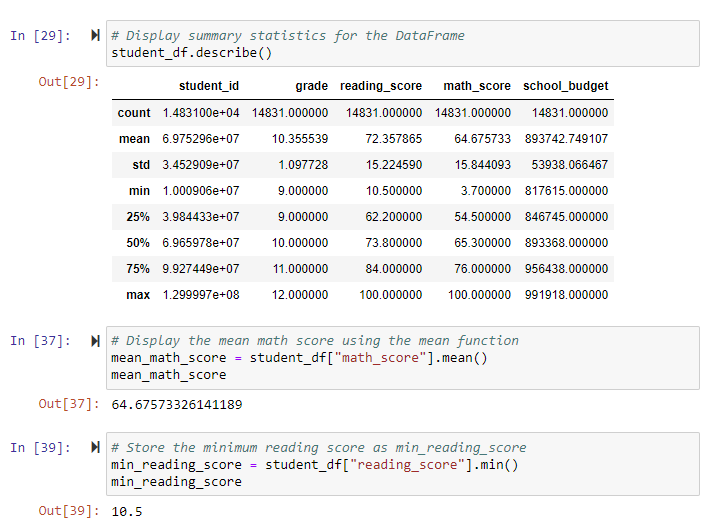 In [29]: # Display summary statistics for the DataFrame
student_df.describe()
Out[29]:
student_id grade reading_score math_score school_budget
count 1.483100e+04 14831.000000 14831.000000 14831.000000 14831.000000
mean 6.975296e+07 10.355539 72.357865 64.675733 893742.749107
std 3.452909e+07 1.097728 15.224590 15.844093 53938.066467
min 1.000906e+07 9.000000 10.500000 3.700000 817615.000000
25% 3.984433e+07 9.000000 62.200000 54.500000 846745.000000
50% 6.965978e+07 10.000000 73.800000 65.300000 893368.000000
75% 9.927449e+07 11.000000 84.000000 76.000000 956438.000000
max 1.299997e+08 12.000000 100.000000 100.000000 991918.000000
In [37]: # Display the mean math score using the mean function
mean_math_score = student_df["math_score"].mean()
mean_math_score
Out[37]: 64.67573326141189
In [39]: # Store the minimum reading score as min_reading_score
min_reading_score = student_df["reading_score"].min()
min_reading_score
Out[39]: 10.5